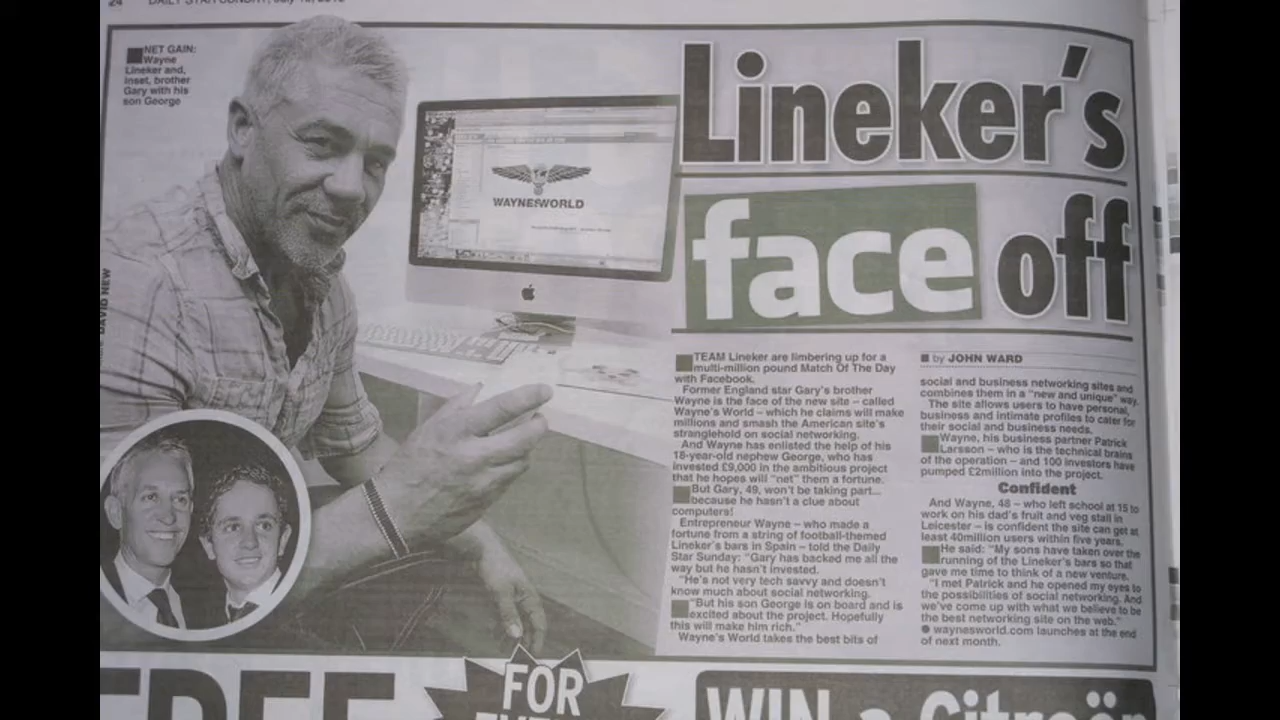 24 DAILY STAR SUNDAY, July
NET GAIN:
Wayne
Lineker and,
inset, brother
Gary with his
son George
DAVID NEW
WAYNESWORLD
Lineker's
face off
TEAM Lineker are limbering up for a
multi-million pound Match Of The Day
with Facebook.
Former England star Gary's brother
Wayne is the face of the new site – called
Wayne's World – which he claims will make
millions and smash the American site's
stranglehold on social networking.
And Wayne has enlisted the help of his
18-year-old nephew George, who has
invested £9,000 in the ambitious project
that he hopes will "net" them a fortune.
But Gary, 49, won't be taking part...
because he hasn't a clue about
computers!
Entrepreneur Wayne – who made a
fortune from a string of football-themed
Lineker's bars in Spain – told the Daily
Star Sunday: "Gary has backed me all the
way but he hasn't invested.
"He's not very tech savvy and doesn't
know much about social networking.
"But his son George is on board and is
excited about the project. Hopefully
this will make him rich."
Wayne's World takes the best bits of
by JOHN WARD
social and business networking sites and
combines them in a "new and unique" way.
The site allows users to have personal,
business and intimate profiles to cater for
their social and business needs.
Wayne, his business partner Patrick
Larsson – who is the technical brains
of the operation – and 100 investors have
pumped £2million into the project.
Confident
And Wayne, 48 – who left school at 15 to
work on his dad's fruit and veg stall in
Leicester – is confident the site can get at
least 40million users within five years.
He said: "My sons have taken over the
running of the Lineker's bars so that
gave me time to think of a new venture.
"I met Patrick and he opened my eyes to
the possibilities of social networking. And
we've come up with what we believe to be
the best networking site on the web."
● waynesworld.com launches at the end
of next month.
FREE
FOR
WIN a Citroën